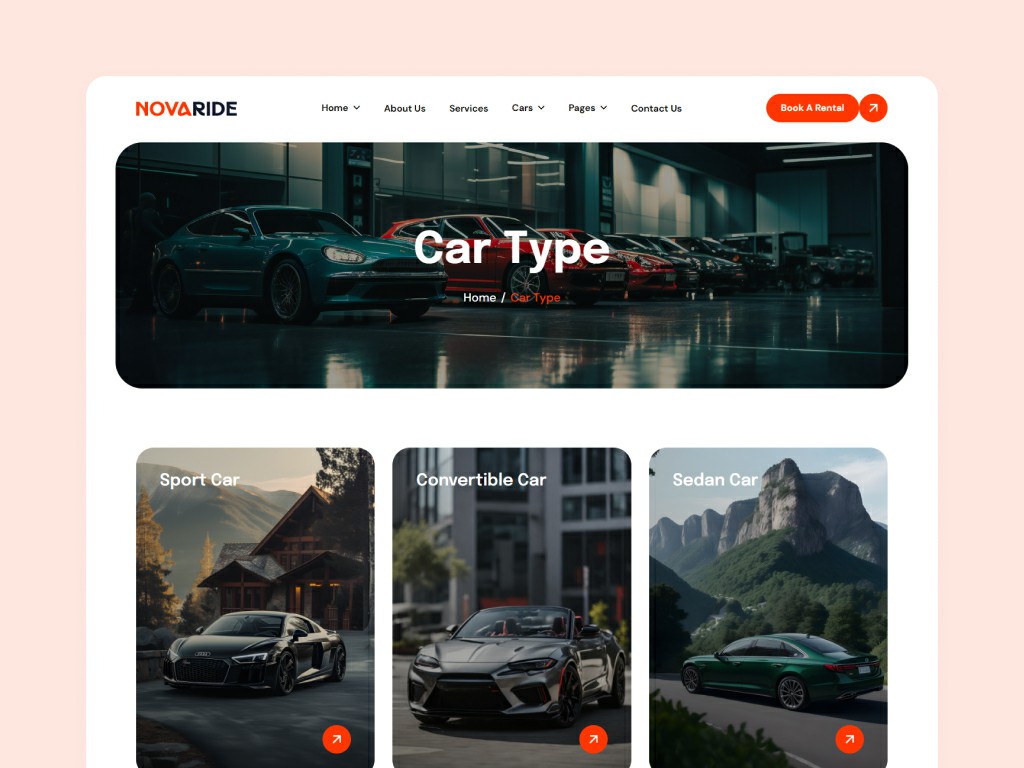 NOVARIDE
Home
About Us
Services
Cars
Pages
Contact Us
Book A Rental
Car Type
Home / Car Type
Sport Car
Convertible Car
Sedan Car